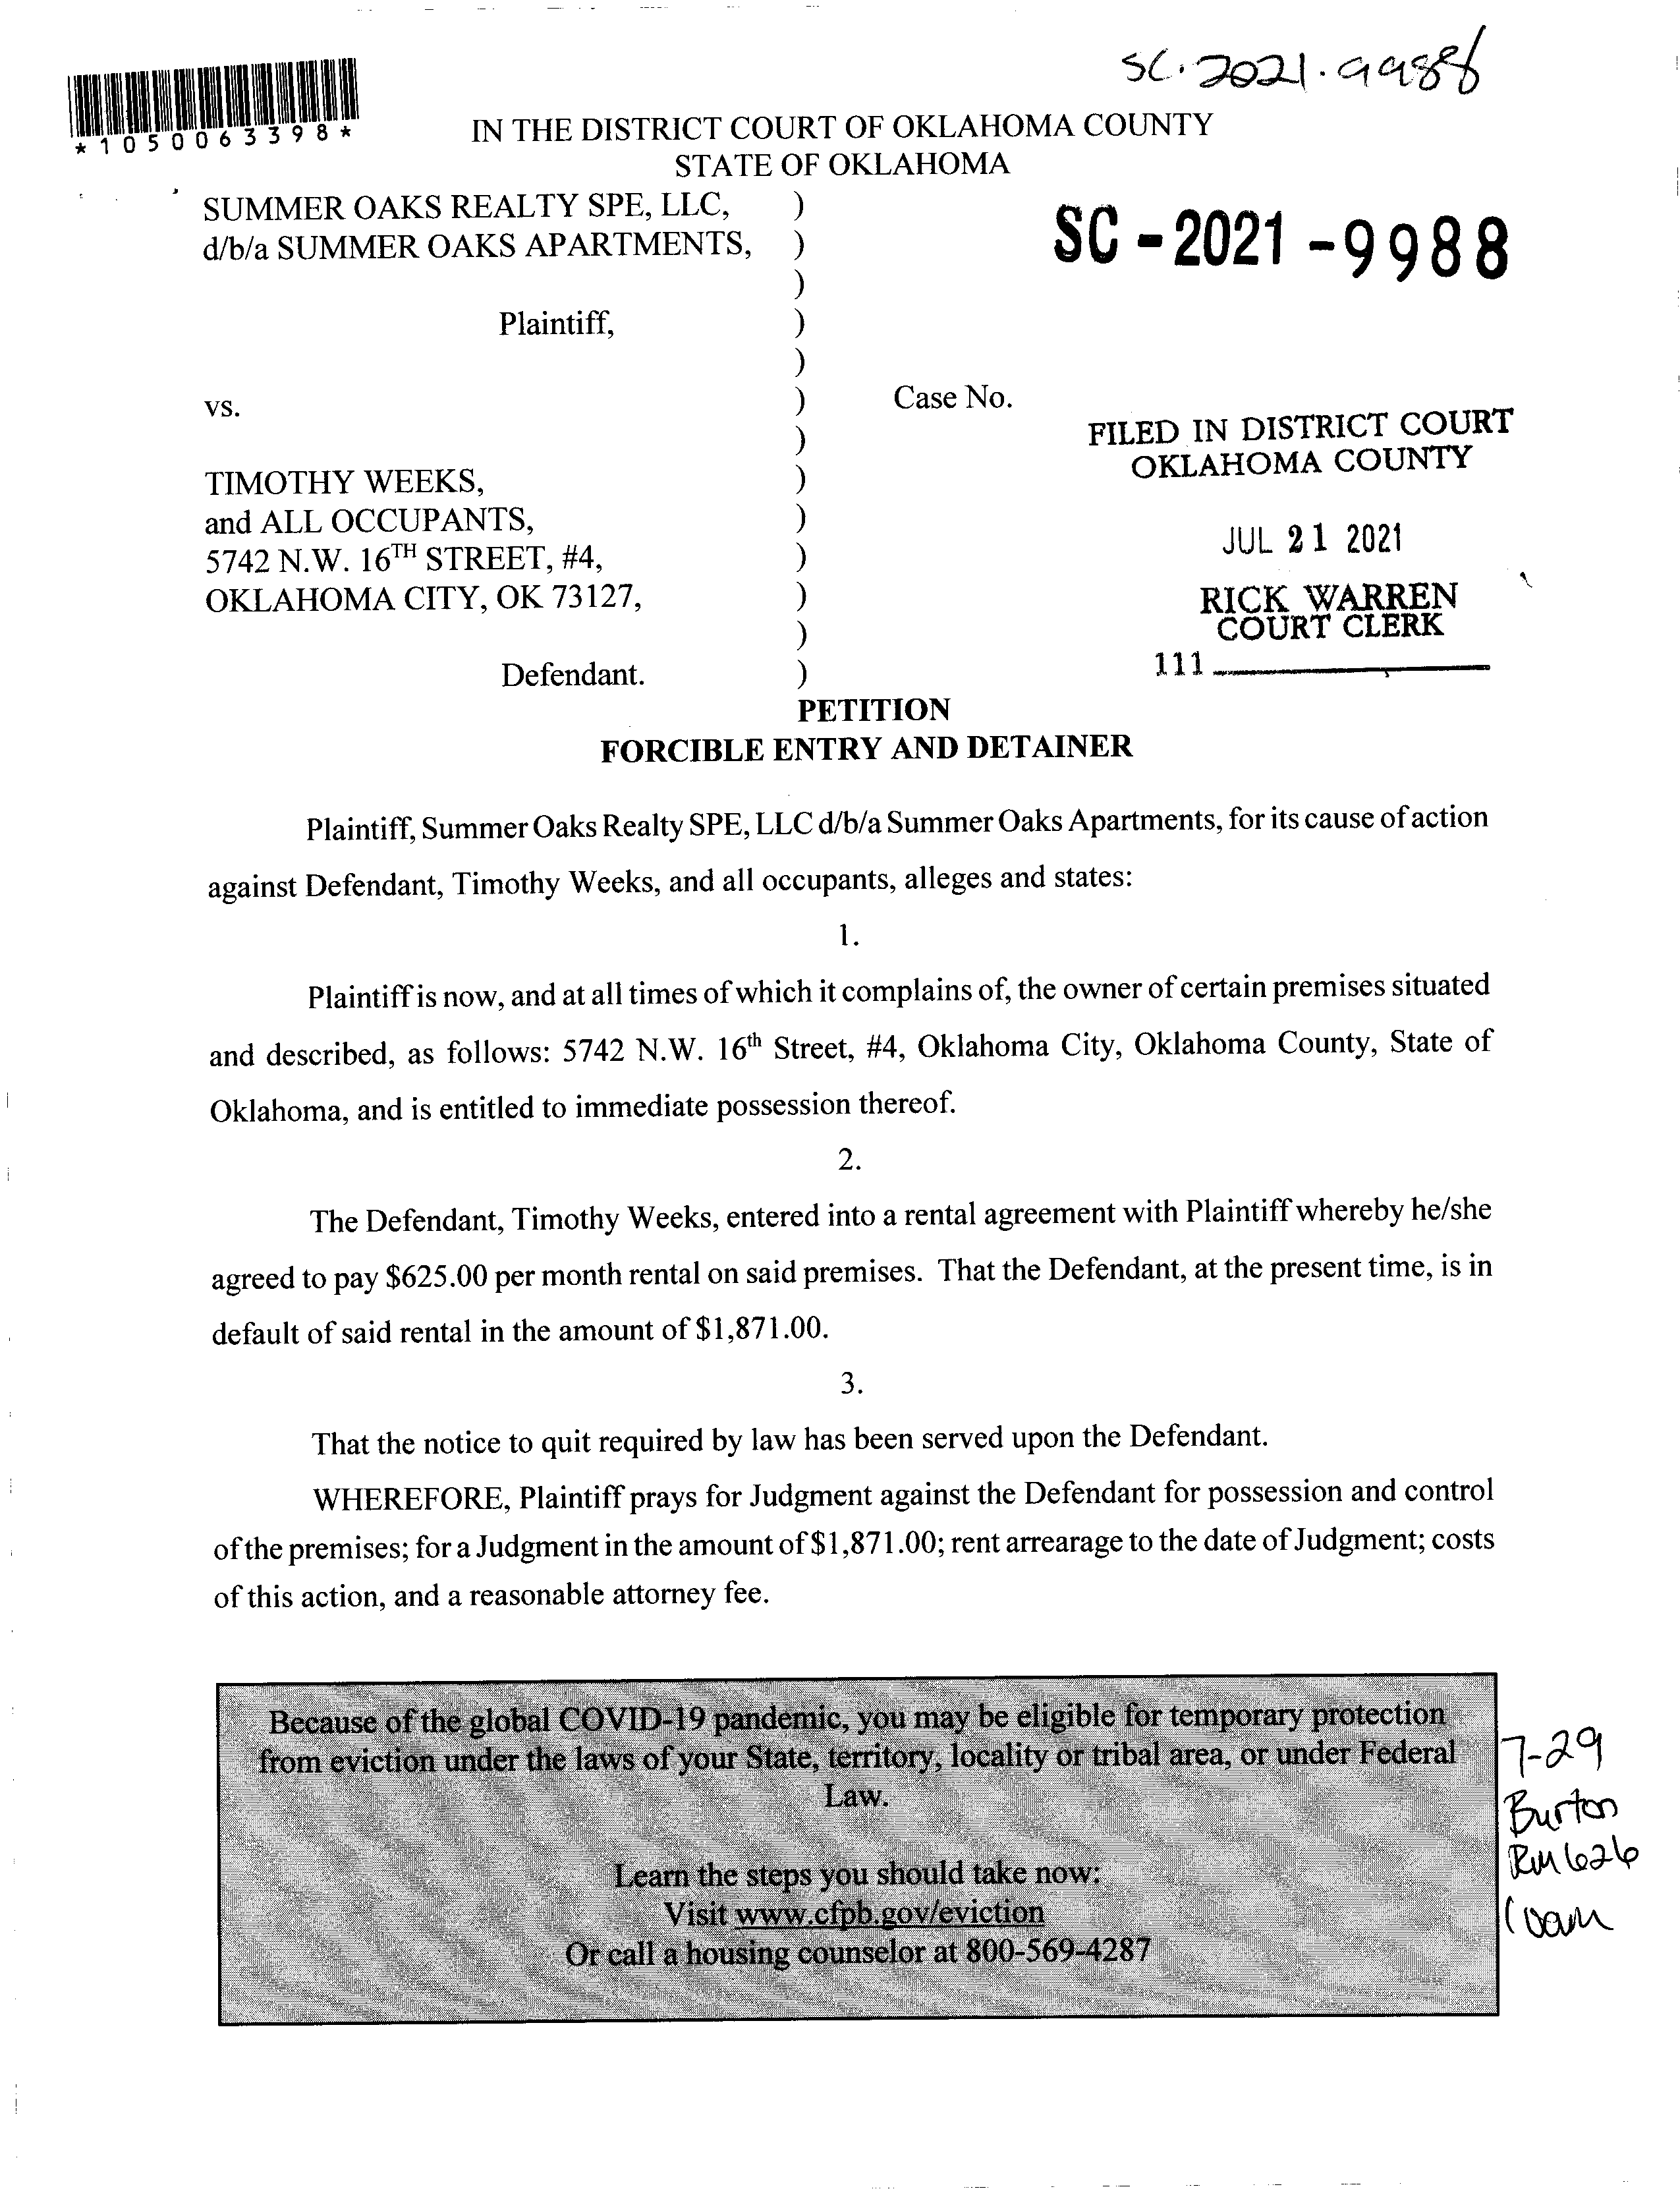 SC.2021.9988
*1050063398*
IN THE DISTRICT COURT OF OKLAHOMA COUNTY
STATE OF OKLAHOMA
SUMMER OAKS REALTY SPE, LLC, )
d/b/a SUMMER OAKS APARTMENTS, )
SC-2021-9988
)
Plaintiff, )
)
vs. ) Case No.
)
FILED IN DISTRICT COURT
OKLAHOMA COUNTY
TIMOTHY WEEKS, )
and ALL OCCUPANTS, )
JUL 21 2021
5742 N.W. 16TH STREET, #4, )
OKLAHOMA CITY, OK 73127, )
RICK WARREN
COURT CLERK
)
111
Defendant. )
PETITION
FORCIBLE ENTRY AND DETAINER
Plaintiff, Summer Oaks Realty SPE, LLC d/b/a Summer Oaks Apartments, for its cause of action
against Defendant, Timothy Weeks, and all occupants, alleges and states:
1.
Plaintiff is now, and at all times of which it complains of, the owner of certain premises situated
and described, as follows: 5742 N.W. 16th Street, #4, Oklahoma City, Oklahoma County, State of
Oklahoma, and is entitled to immediate possession thereof.
2.
The Defendant, Timothy Weeks, entered into a rental agreement with Plaintiff whereby he/she
agreed to pay $625.00 per month rental on said premises. That the Defendant, at the present time, is in
default of said rental in the amount of $1,871.00.
3.
That the notice to quit required by law has been served upon the Defendant.
WHEREFORE, Plaintiff prays for Judgment against the Defendant for possession and control
of the premises; for a Judgment in the amount of $1,871.00; rent arrearage to the date of Judgment; costs
of this action, and a reasonable attorney fee.
Because of the global COVID-19 pandemic, you may be eligible for temporary protection
from eviction under the laws of your State, territory, locality or tribal area, or under Federal
Law.
Learn the steps you should take now:
Visit www.cfpb.gov/eviction
Or call a housing counselor at 800-569-4287
7-29
Burton
RM 626
10am